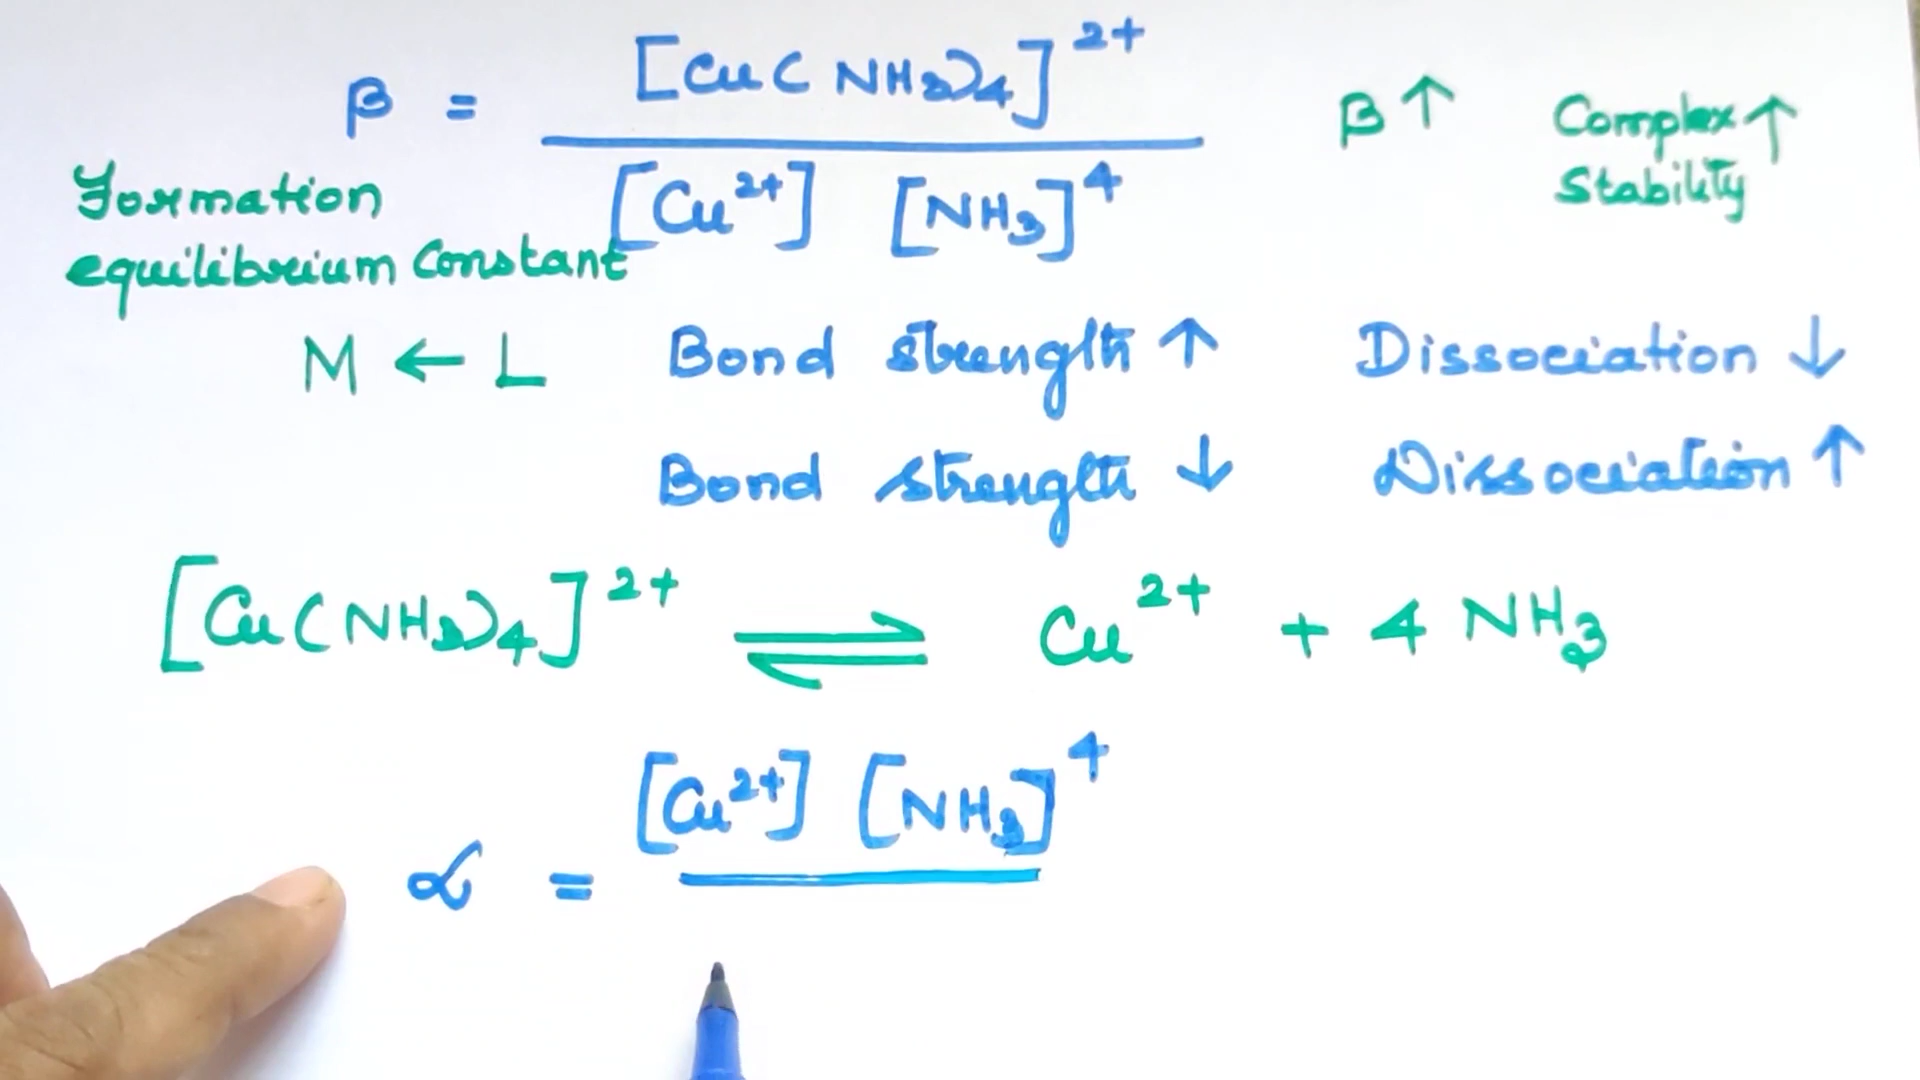 β = [Cu(NH3)4]2+ / [Cu2+] [NH3]4
β ↑ Complex ↑
Stability
Formation
equilibrium Constant
M ← L Bond strength ↑ Dissociation ↓
Bond strength ↓ Dissociation ↑
[Cu(NH3)4]2+ ⇌ Cu2+ + 4 NH3
α = [Cu2+] [NH3]4